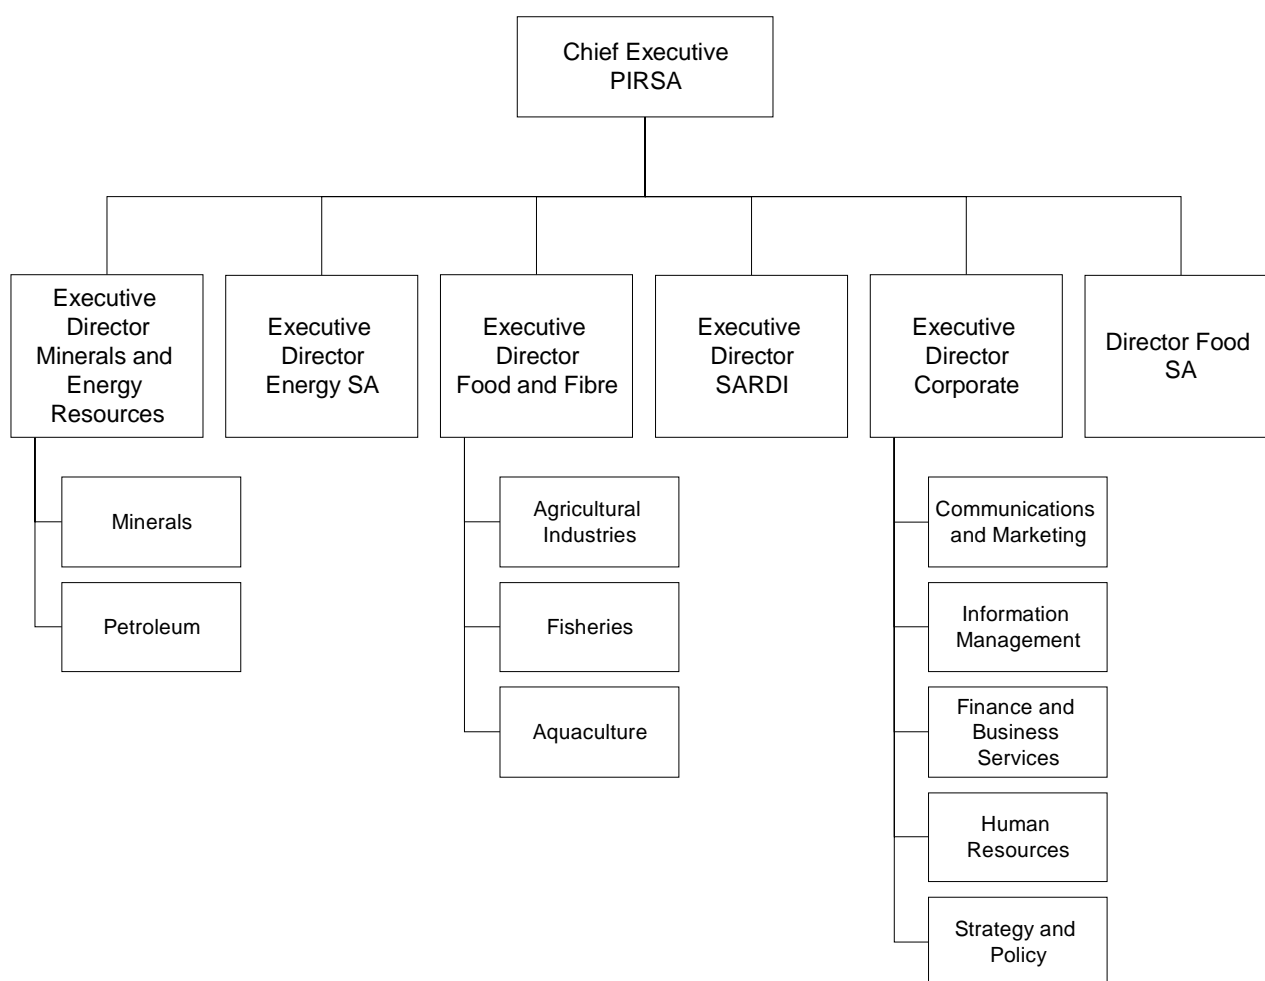 Chief Executive
PIRSA
Executive
Director
Minerals and
Energy
Resources
Executive
Director
Energy SA
Executive
Director
Food and Fibre
Executive
Director
SARDI
Executive
Director
Corporate
Director Food
SA
Minerals
Petroleum
Agricultural
Industries
Fisheries
Aquaculture
Communications
and Marketing
Information
Management
Finance and
Business
Services
Human
Resources
Strategy and
Policy